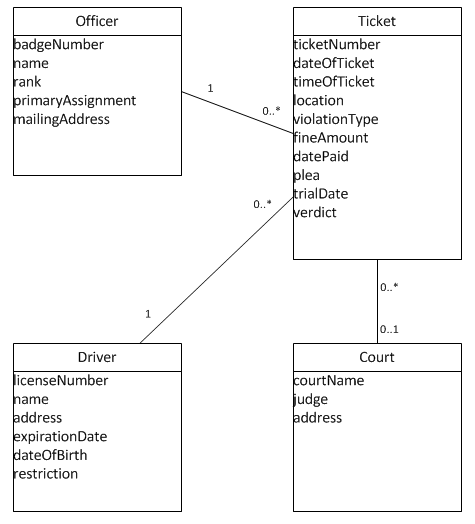 Officer
badgeNumber
name
rank
primaryAssignment
mailingAddress
1
0..*
Ticket
ticketNumber
dateOfTicket
timeOfTicket
location
violationType
fineAmount
datePaid
plea
trialDate
verdict
0..*
1
0..*
0..1
Driver
licenseNumber
name
address
expirationDate
dateOfBirth
restriction
Court
courtName
judge
address